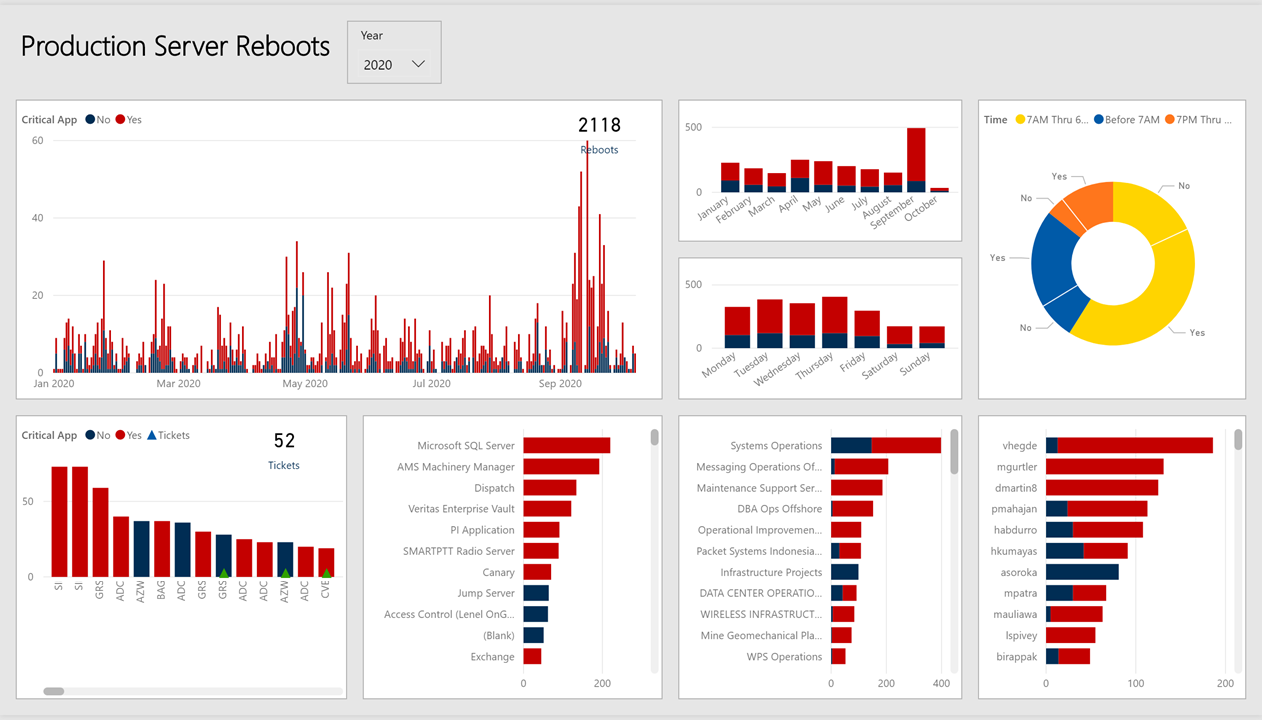 Production Server Reboots
Year
2020
Critical App No Yes
2118
Reboots
60
40
20
0
Jan 2020 Mar 2020 May 2020 Jul 2020 Sep 2020
500
0
January February March April May June July August September October
500
0
Monday Tuesday Wednesday Thursday Friday Saturday Sunday
Time 7AM Thru 6... Before 7AM 7PM Thru ...
Yes
No
No
Yes
No
Yes
Critical App No Yes Tickets
52
Tickets
50
0
SI SI GRS ADC AZW BAG ADC GRS GRS ADC ADC AZW ADC CVE
Microsoft SQL Server
AMS Machinery Manager
Dispatch
Veritas Enterprise Vault
PI Application
SMARTPTT Radio Server
Canary
Jump Server
Access Control (Lenel OnG...
(Blank)
Exchange
0 200
Systems Operations
Messaging Operations Of...
Maintenance Support Ser...
DBA Ops Offshore
Operational Improvemen...
Packet Systems Indonesia...
Infrastructure Projects
DATA CENTER OPERATIO...
WIRELESS INFRASTRUCT...
Mine Geomechanical Pla...
WPS Operations
0 200 400
vhegde
mgurtler
dmartin8
pmahajan
habdurro
hkumayas
asoroka
mpatra
mauliawa
lspivey
birappak
0 100 200